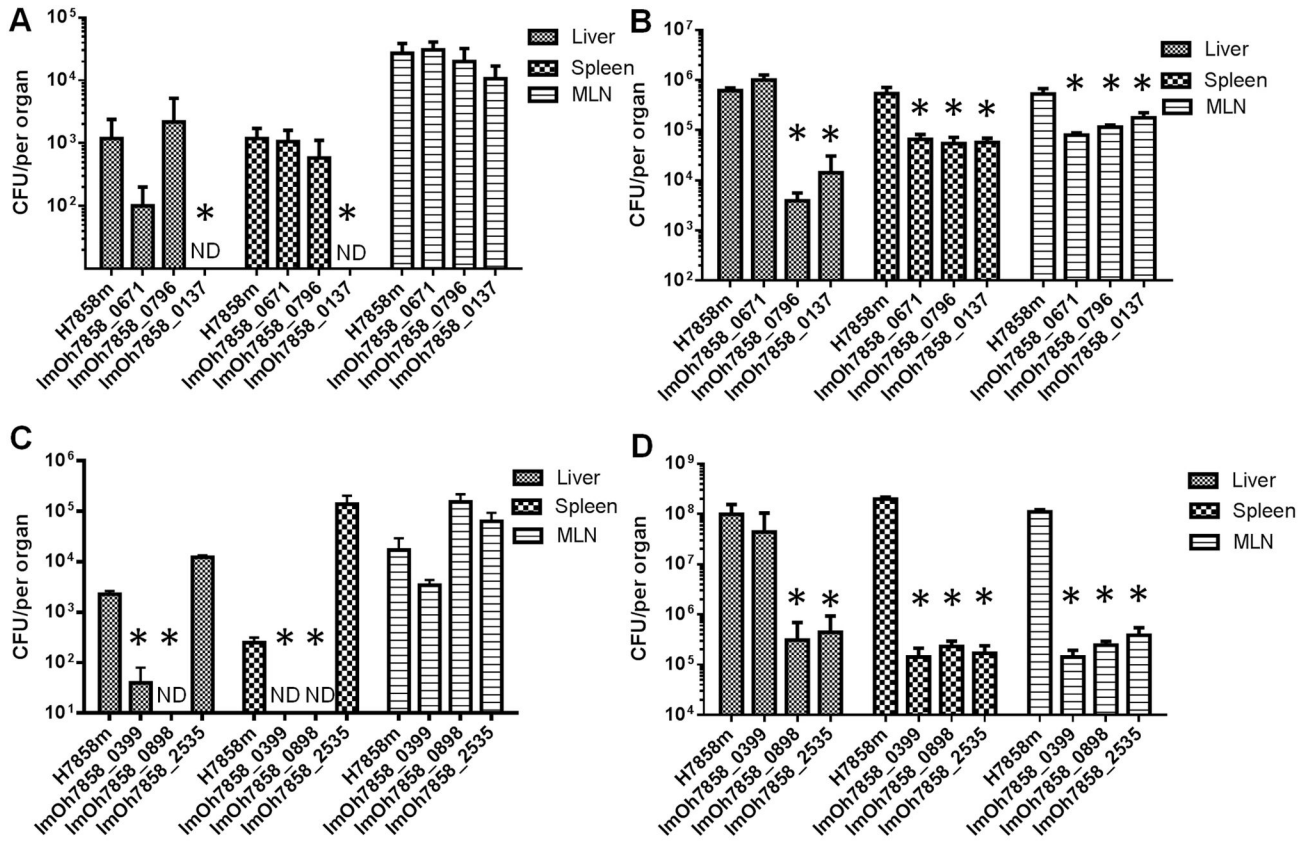 A
CFU/per organ
10^5
10^4
10^3
10^2
Liver
Spleen
MLN
*
ND
*
ND
H7858m
lmOh7858_0671
lmOh7858_0796
lmOh7858_0137
H7858m
lmOh7858_0671
lmOh7858_0796
lmOh7858_0137
H7858m
lmOh7858_0671
lmOh7858_0796
lmOh7858_0137
B
CFU/per organ
10^7
10^6
10^5
10^4
10^3
10^2
Liver
Spleen
MLN
* *
* * *
* * *
H7858m
lmOh7858_0671
lmOh7858_0796
lmOh7858_0137
H7858m
lmOh7858_0671
lmOh7858_0796
lmOh7858_0137
H7858m
lmOh7858_0671
lmOh7858_0796
lmOh7858_0137
C
CFU/per organ
10^6
10^5
10^4
10^3
10^2
10^1
Liver
Spleen
MLN
* *
ND
* *
ND ND
H7858m
lmOh7858_0399
lmOh7858_0898
lmOh7858_2535
H7858m
lmOh7858_0399
lmOh7858_0898
lmOh7858_2535
H7858m
lmOh7858_0399
lmOh7858_0898
lmOh7858_2535
D
CFU/per organ
10^9
10^8
10^7
10^6
10^5
10^4
Liver
Spleen
MLN
* *
* * *
* * *
H7858m
lmOh7858_0399
lmOh7858_0898
lmOh7858_2535
H7858m
lmOh7858_0399
lmOh7858_0898
lmOh7858_2535
H7858m
lmOh7858_0399
lmOh7858_0898
lmOh7858_2535